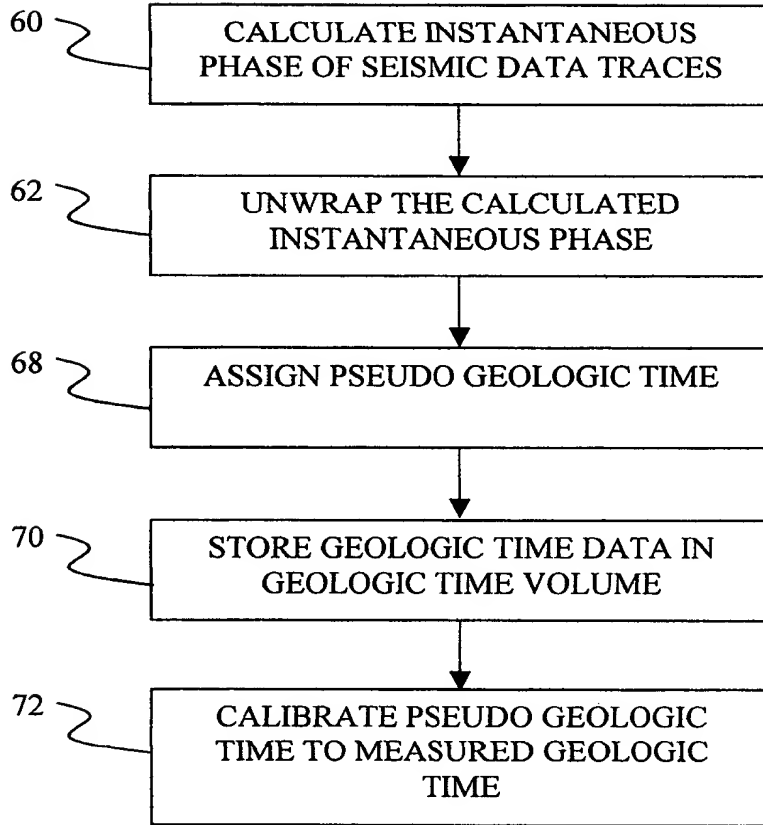 60
CALCULATE INSTANTANEOUS
PHASE OF SEISMIC DATA TRACES
62
UNWRAP THE CALCULATED
INSTANTANEOUS PHASE
68
ASSIGN PSEUDO GEOLOGIC TIME
70
STORE GEOLOGIC TIME DATA IN
GEOLOGIC TIME VOLUME
72
CALIBRATE PSEUDO GEOLOGIC
TIME TO MEASURED GEOLOGIC
TIME